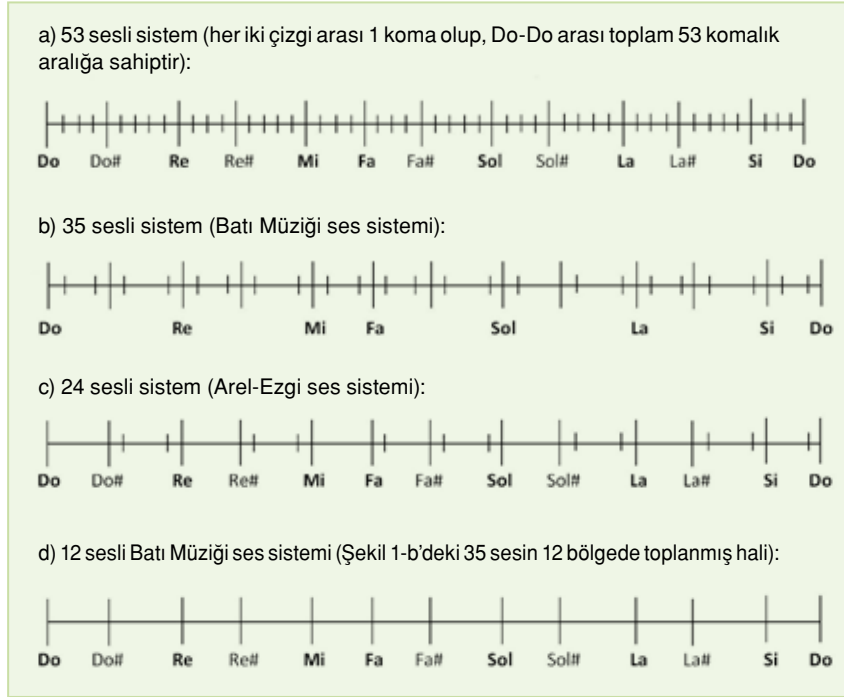 a) 53 sesli sistem (her iki çizgi arası 1 koma olup, Do-Do arası toplam 53 komalık
aralığa sahiptir):
Do Do# Re Re# Mi Fa Fa# Sol Sol# La La# Si Do
b) 35 sesli sistem (Batı Müziği ses sistemi):
Do Re Mi Fa Sol La Si Do
c) 24 sesli sistem (Arel-Ezgi ses sistemi):
Do Do# Re Re# Mi Fa Fa# Sol Sol# La La# Si Do
d) 12 sesli Batı Müziği ses sistemi (Şekil 1-b'deki 35 sesin 12 bölgede toplanmış hali):
Do Do# Re Re# Mi Fa Fa# Sol Sol# La La# Si Do